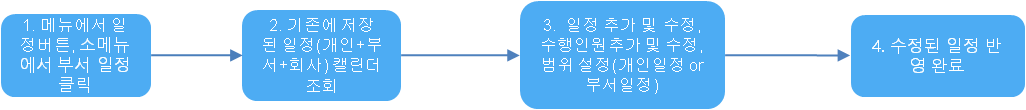 1. 메뉴에서 일
정버튼, 소메뉴
에서 부서 일정
클릭
2. 기존에 저장
된 일정(개인+부
서+회사) 캘린더
조회
3. 일정 추가 및 수정,
수행인원추가 및 수정,
범위 설정(개인일정 or
부서일정)
4. 수정된 일정 반
영 완료